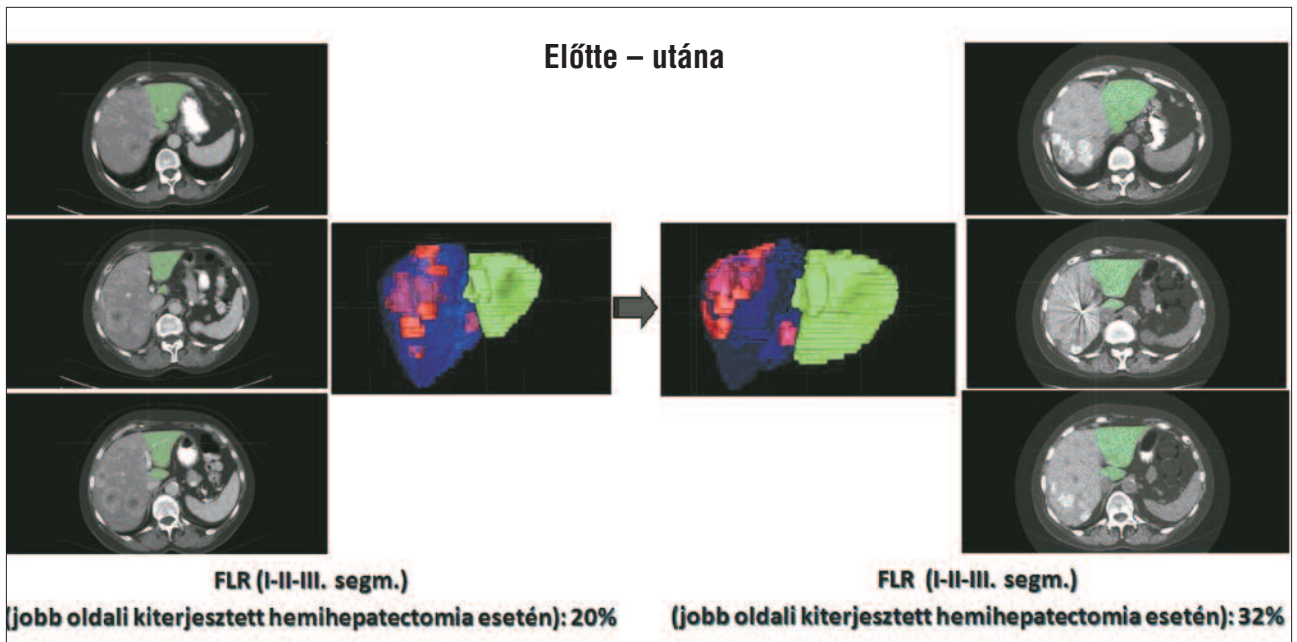 Előtte – utána
FLR (I-II-III. segm.)
(jobb oldali kiterjesztett hemihepatectomia esetén): 20%
FLR (I-II-III. segm.)
(jobb oldali kiterjesztett hemihepatectomia esetén): 32%